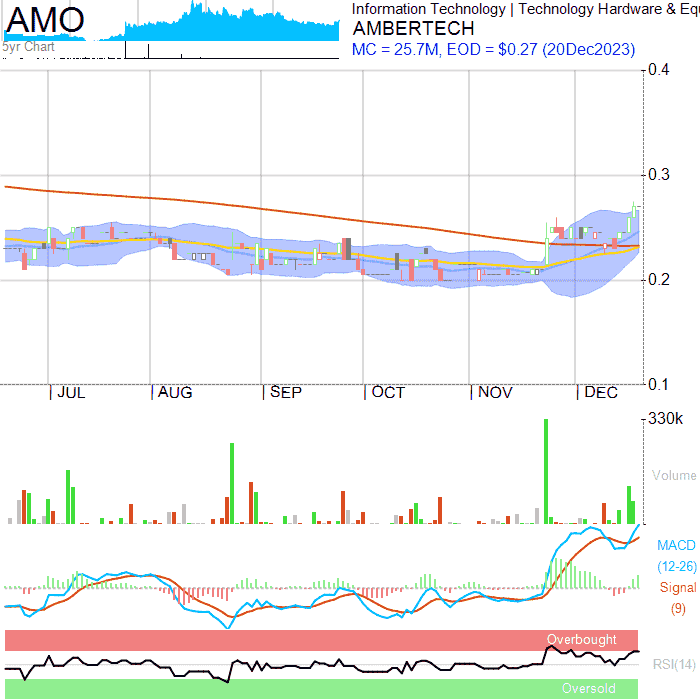 AMO
5yr Chart
Information Technology | Technology Hardware & Equ
AMBERTECH
MC = 25.7M, EOD = $0.27 (20Dec2023)
0.4
0.3
0.2
0.1
JUL AUG SEP OCT NOV DEC
330k
Volume
MACD
(12-26)
Signal
(9)
Overbought
RSI(14)
Oversold